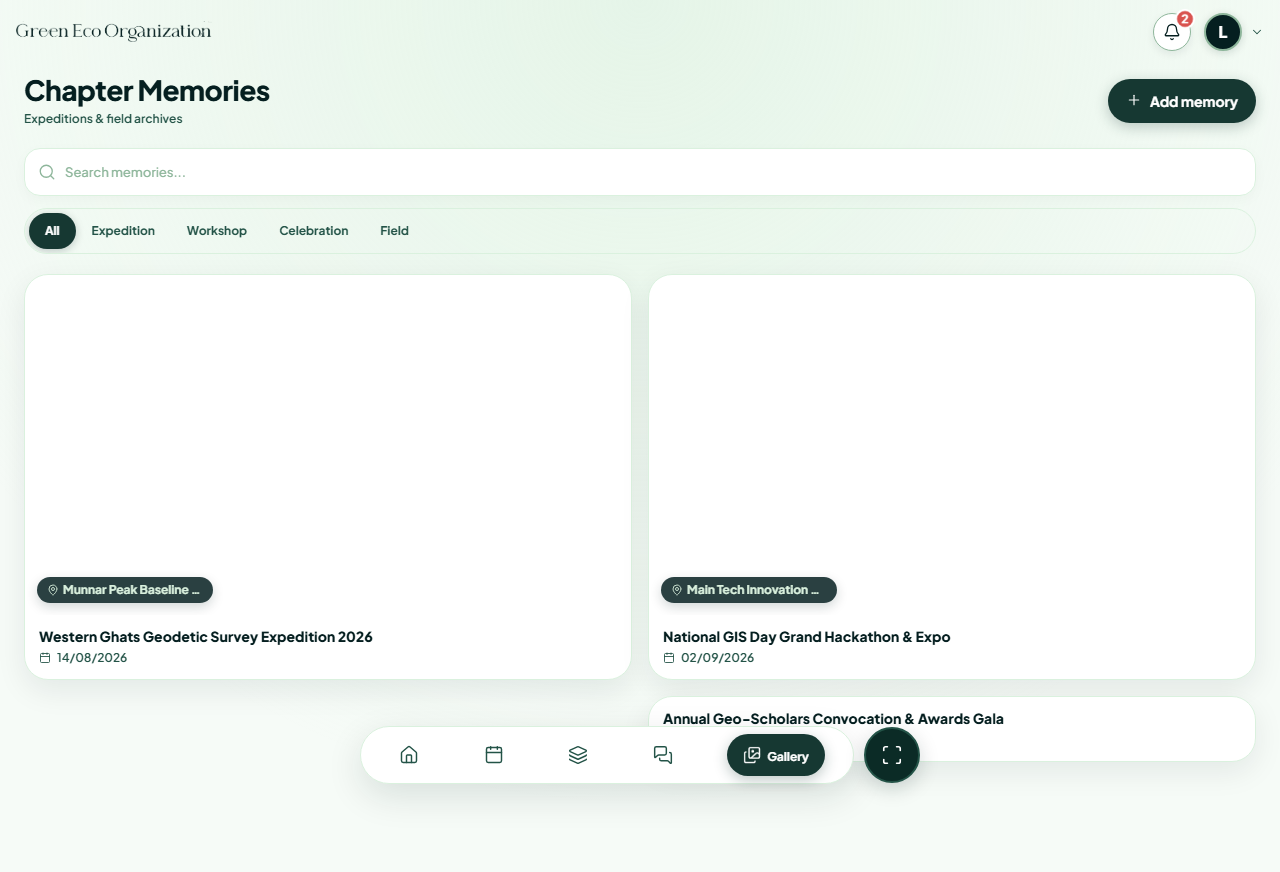 Green Eco Organization
2
L
Chapter Memories
Expeditions & field archives
Add memory
Search memories...
All
Expedition
Workshop
Celebration
Field
Munnar Peak Baseline ...
Main Tech Innovation ...
Western Ghats Geodetic Survey Expedition 2026
14/08/2026
National GIS Day Grand Hackathon & Expo
02/09/2026
Annual Geo-Scholars Convocation & Awards Gala
Gallery